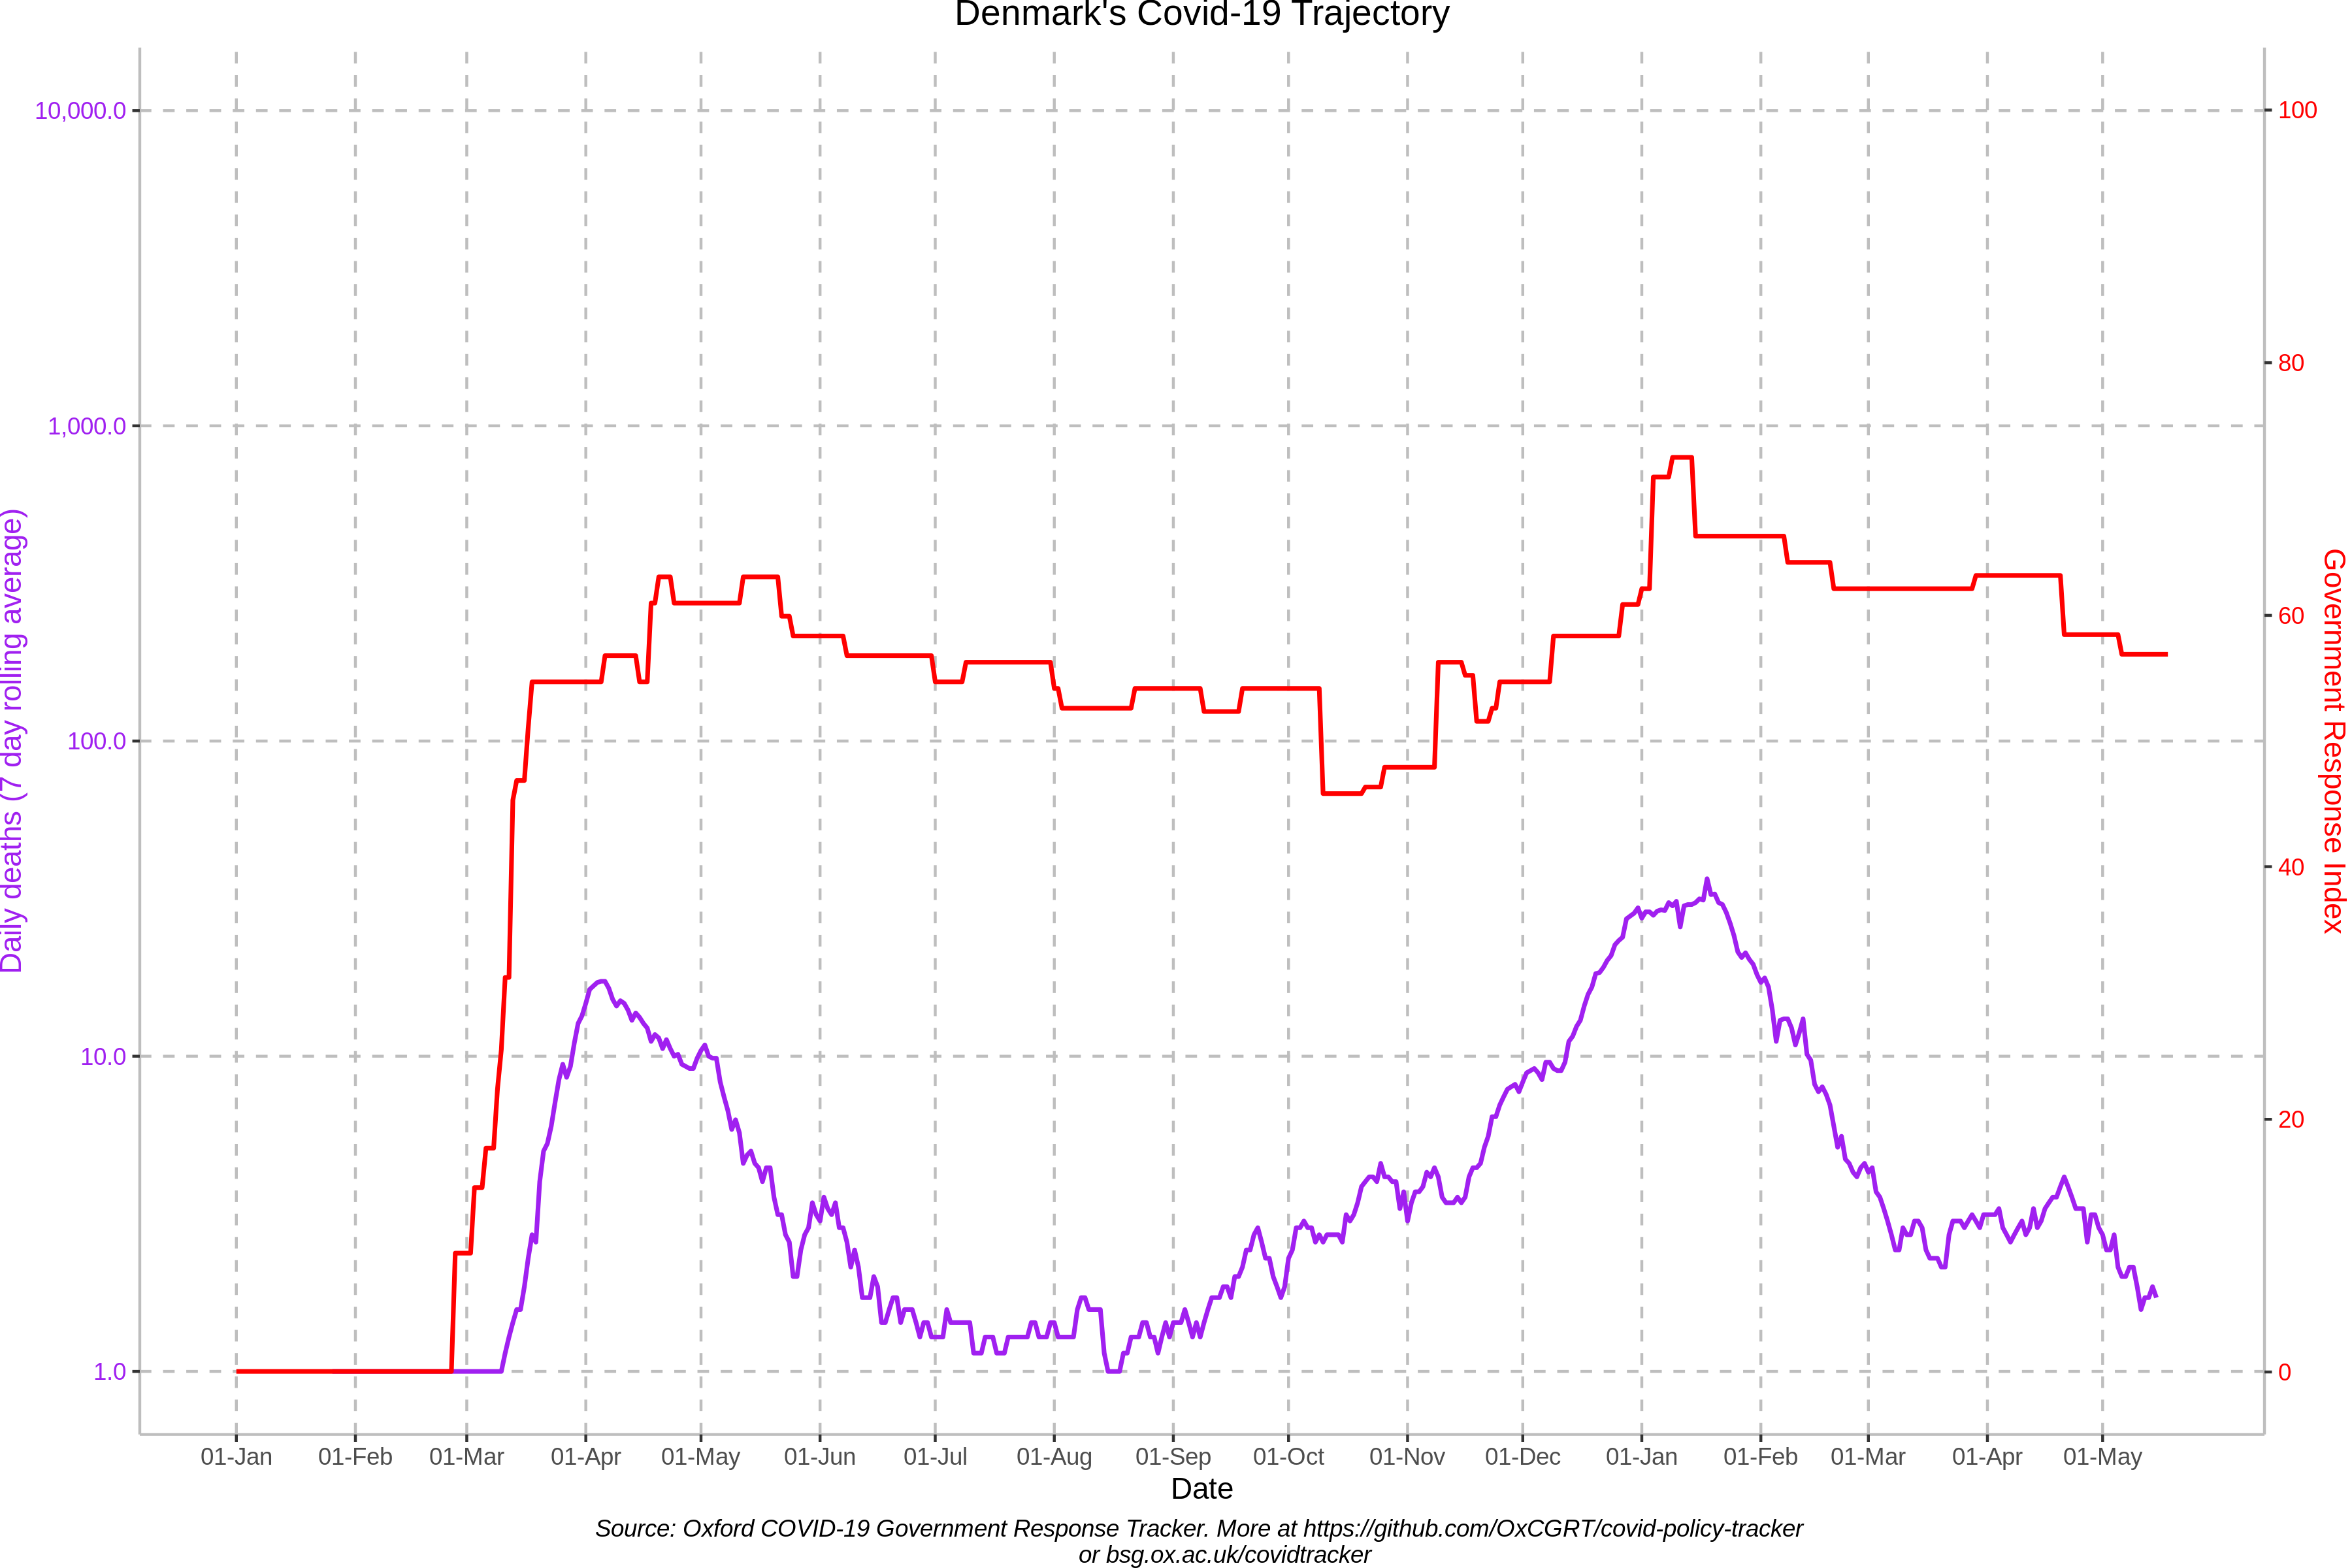 Denmark's Covid-19 Trajectory
10,000.0
1,000.0
100.0
10.0
1.0
Daily deaths (7 day rolling average)
100
80
60
40
20
0
Government Response Index
01-Jan 01-Feb 01-Mar 01-Apr 01-May 01-Jun 01-Jul 01-Aug 01-Sep 01-Oct 01-Nov 01-Dec 01-Jan 01-Feb 01-Mar 01-Apr 01-May
Date
Source: Oxford COVID-19 Government Response Tracker. More at https://github.com/OxCGRT/covid-policy-tracker
or bsg.ox.ac.uk/covidtracker